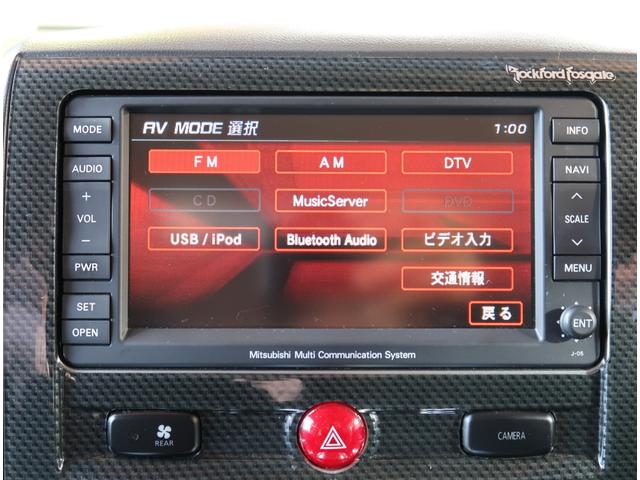 Rockford Fosgate
MODE
AV MODE 選択
1:00
INFO
AUDIO
FM
AM
DTV
NAVI
+
VOL
−
CD
MusicServer
DVD
SCALE
USB / iPod
Bluetooth Audio
ビデオ入力
PWR
交通情報
MENU
SET
戻る
ENT
OPEN
Mitsubishi Multi Communication System
J-05
REAR
CAMERA